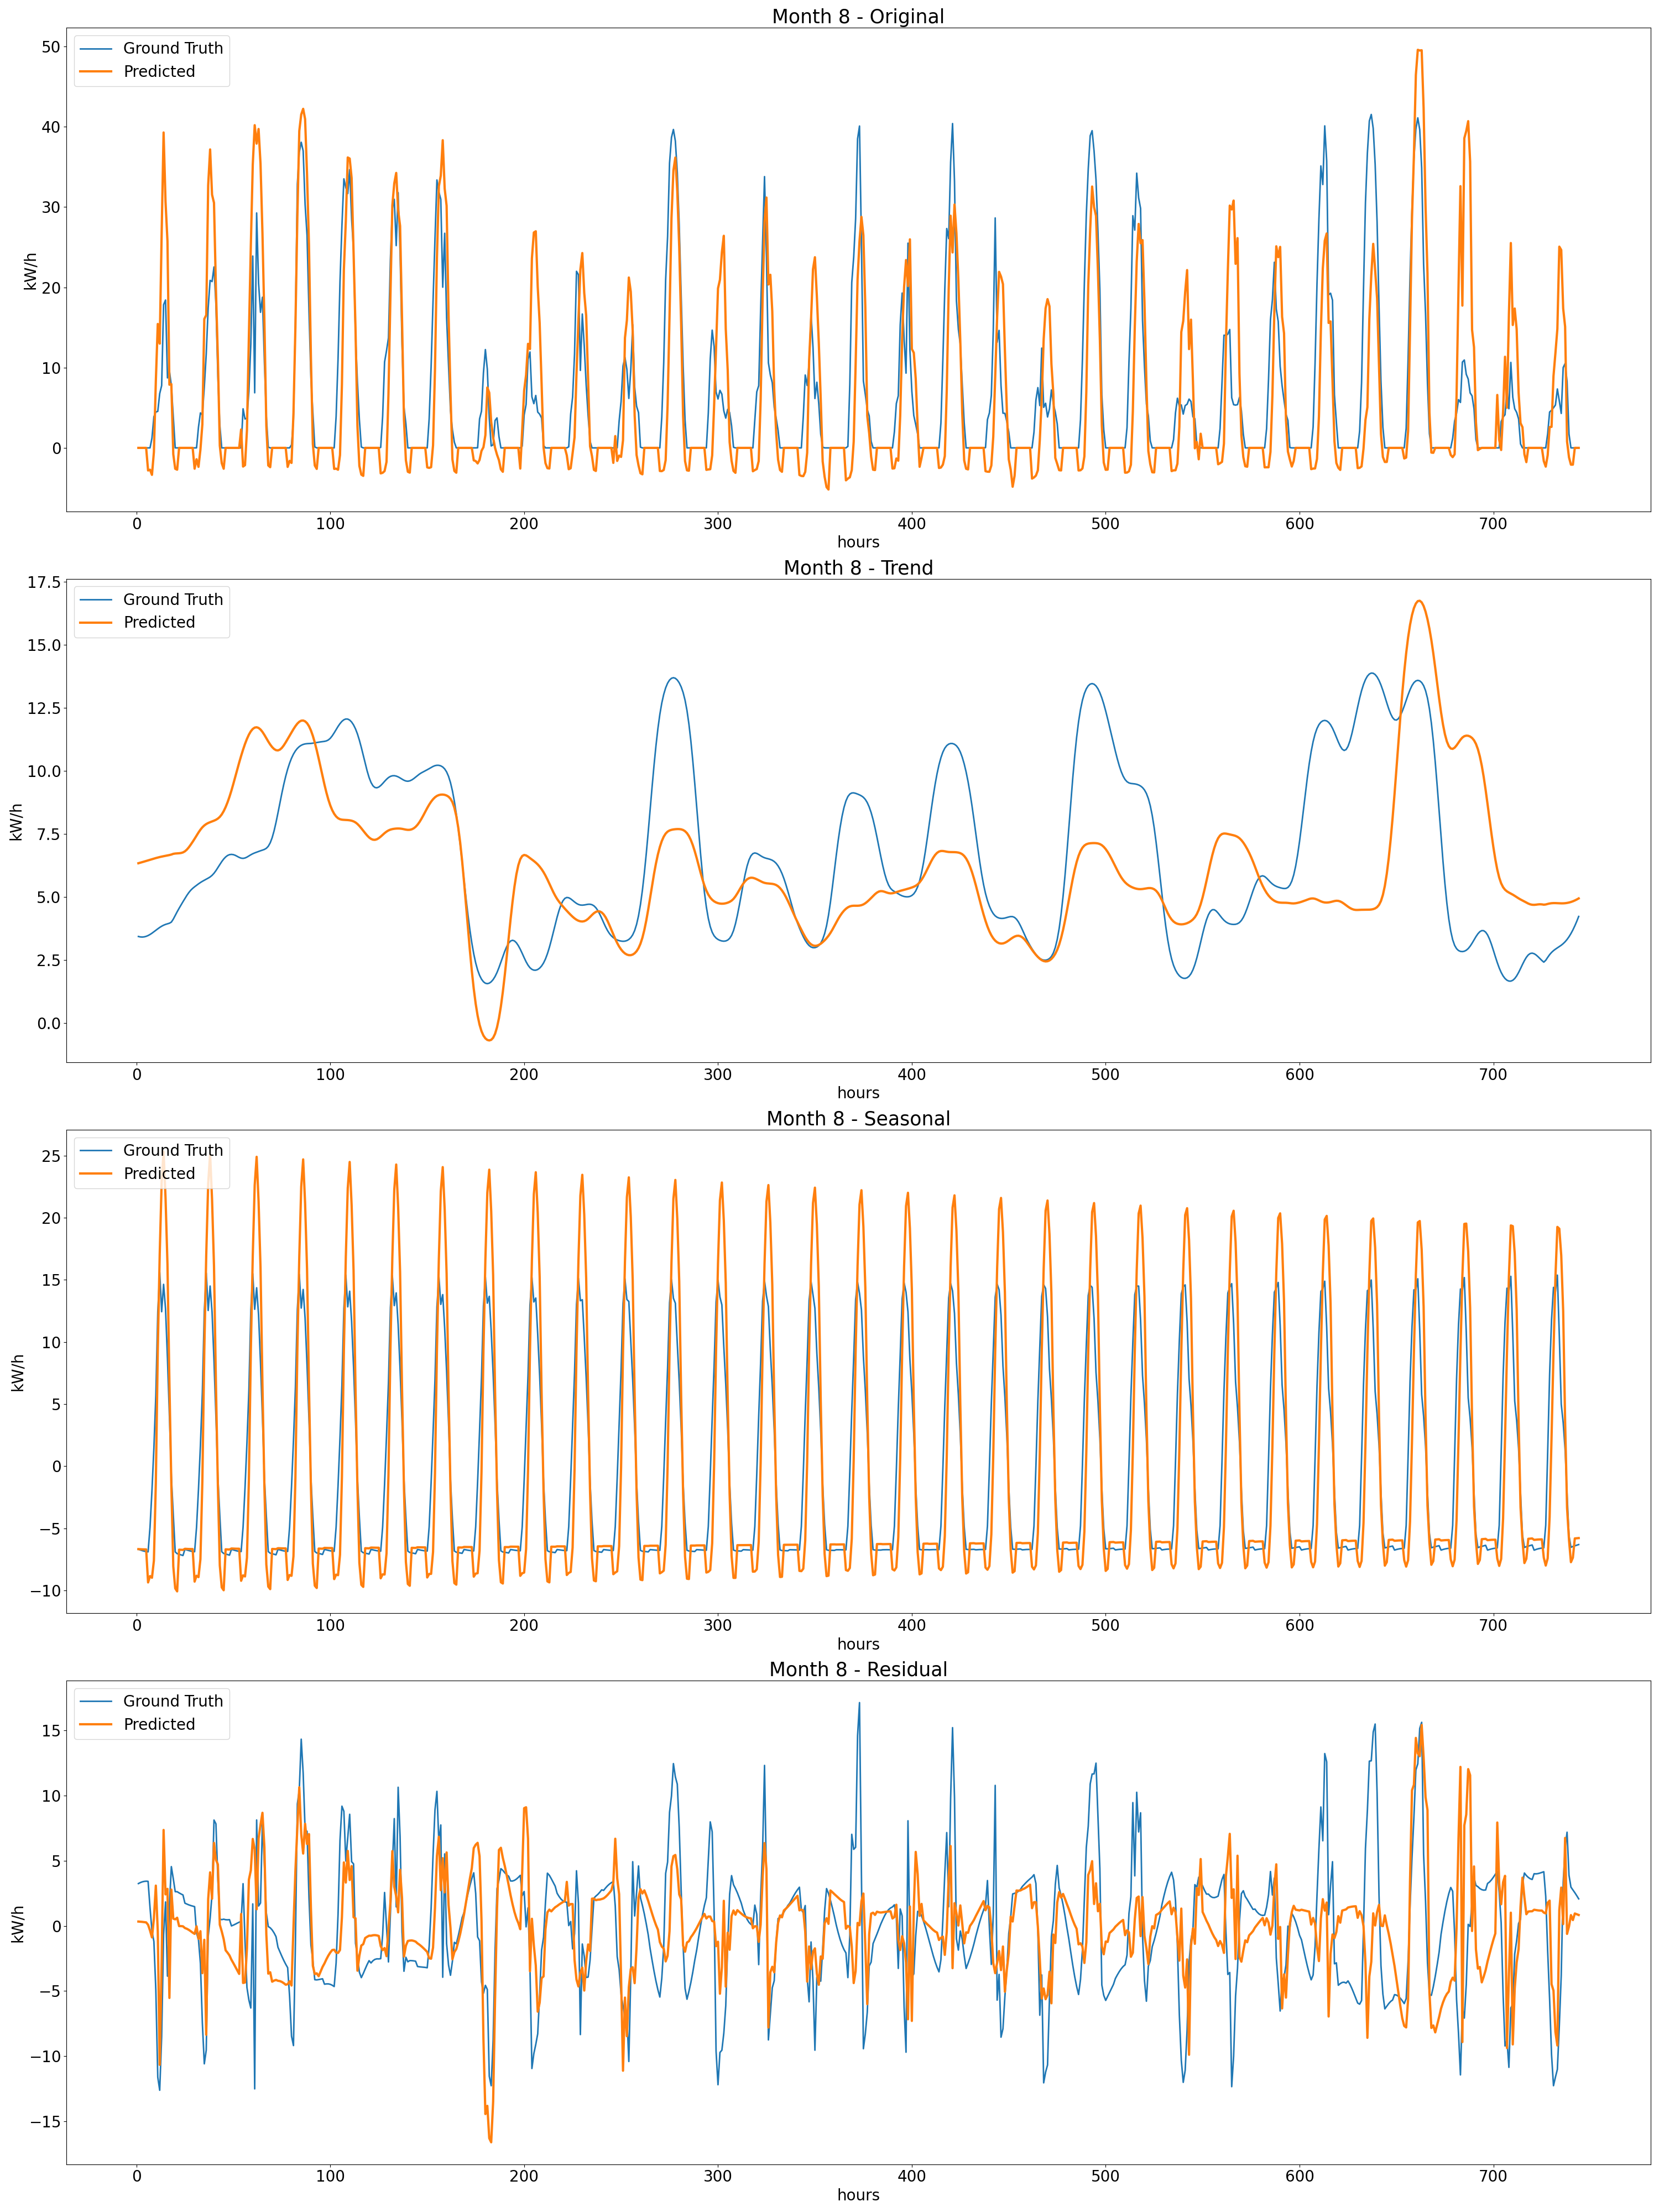 Month 8 - Original
Ground Truth
Predicted
50
40
30
20
10
0
kW/h
0 100 200 300 400 500 600 700
hours
Month 8 - Trend
Ground Truth
Predicted
17.5
15.0
12.5
10.0
7.5
5.0
2.5
0.0
kW/h
0 100 200 300 400 500 600 700
hours
Month 8 - Seasonal
Ground Truth
Predicted
25
20
15
10
5
0
−5
−10
kW/h
0 100 200 300 400 500 600 700
hours
Month 8 - Residual
Ground Truth
Predicted
15
10
5
0
−5
−10
−15
kW/h
0 100 200 300 400 500 600 700
hours